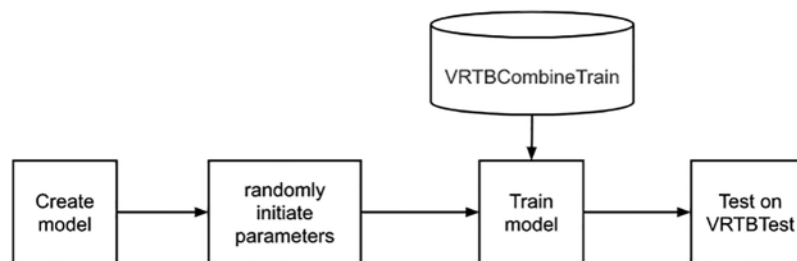 VRTBCombineTrain
Create
model
randomly
initiate
parameters
Train
model
Test on
VRTBTest